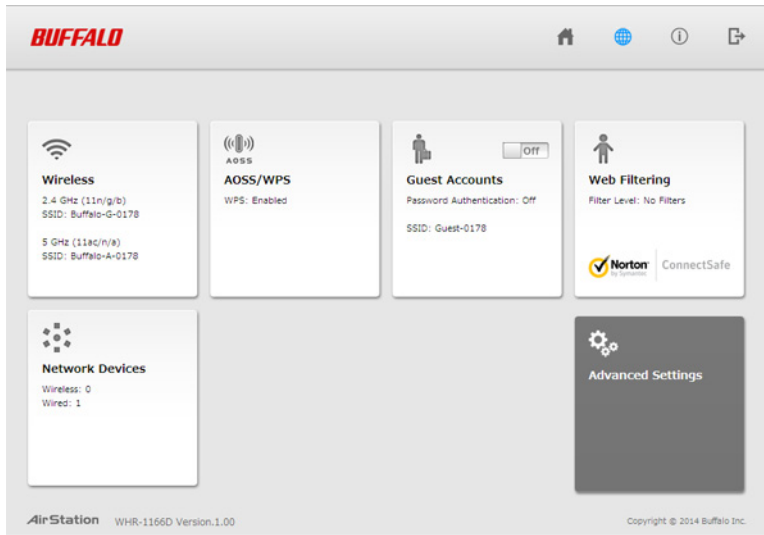 BUFFALO
Wireless
2.4 GHz (11n/g/b)
SSID: Buffalo-G-0178
5 GHz (11ac/n/a)
SSID: Buffalo-A-0178
AOSS
AOSS/WPS
WPS: Enabled
Off
Guest Accounts
Password Authentication: Off
SSID: Guest-0178
Web Filtering
Filter Level: No Filters
Norton by Symantec
ConnectSafe
Network Devices
Wireless: 0
Wired: 1
Advanced Settings
AirStation WHR-1166D Version.1.00
Copyright © 2014 Buffalo Inc.